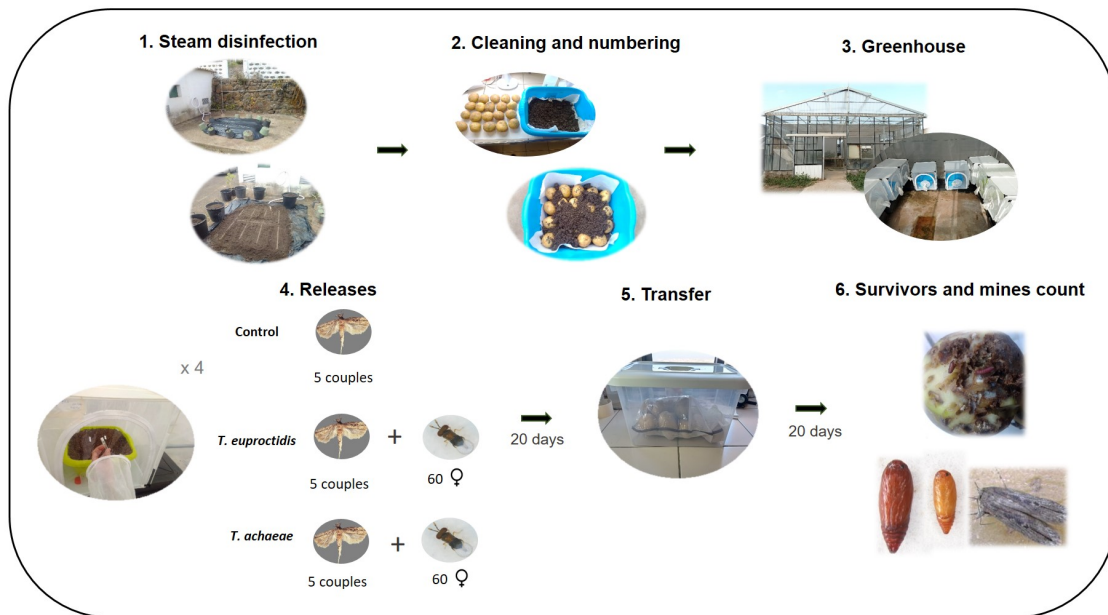 1. Steam disinfection
2. Cleaning and numbering
3. Greenhouse
4. Releases
Control
x 4
5 couples
T. euproctidis
+
5 couples
60 ♀
T. achaeae
+
5 couples
60 ♀
20 days
5. Transfer
20 days
6. Survivors and mines count